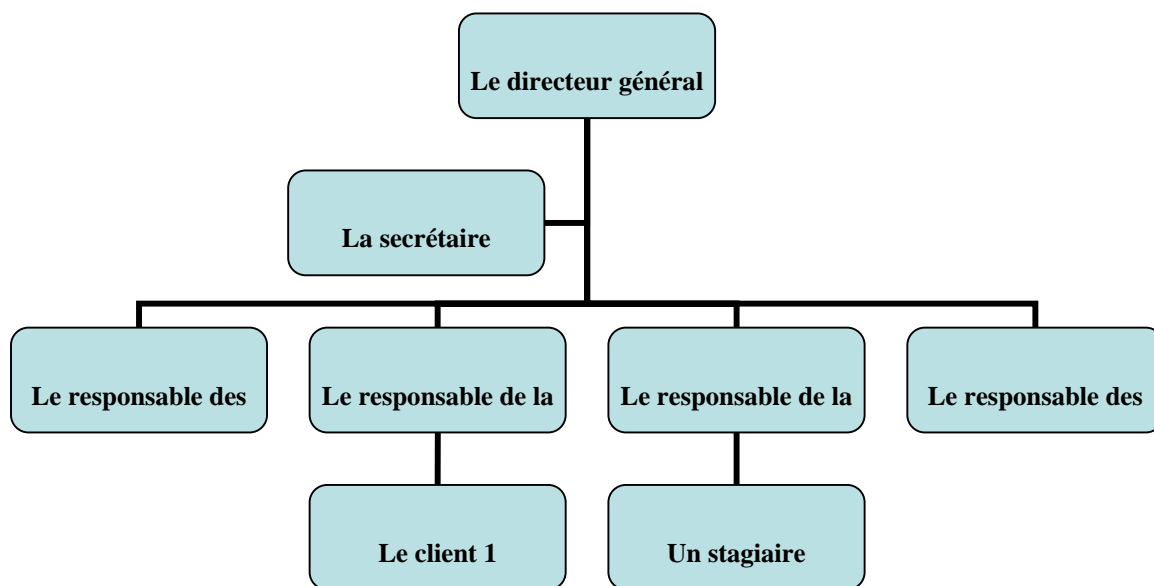 Le directeur général
La secrétaire
Le responsable des
Le responsable de la
Le responsable de la
Le responsable des
Le client 1
Un stagiaire